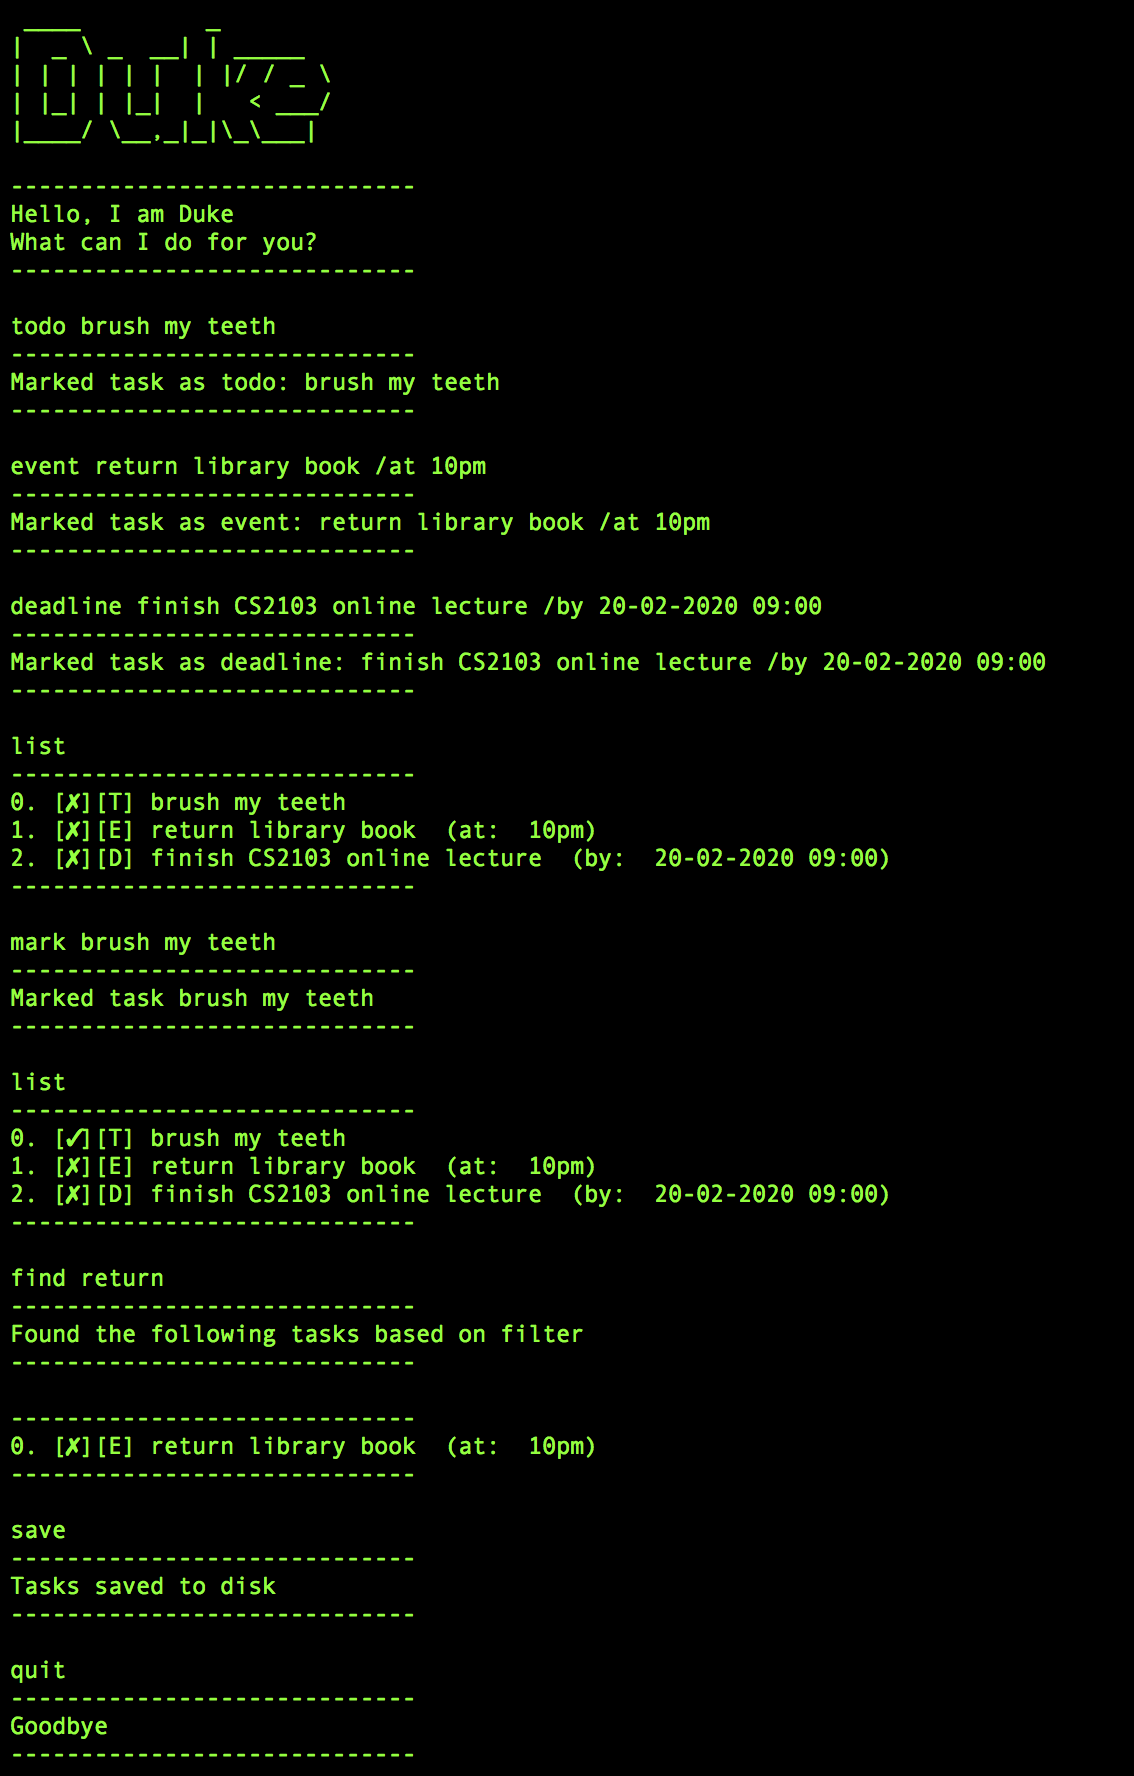 ____         _
|  _ \ _  __| | _____
| | | | | |  | |/ / _ \
| |_| | |_|  |   < ___/
|____/ \__,_|_|\_\___|

-----------------------------
Hello, I am Duke
What can I do for you?
-----------------------------

todo brush my teeth
-----------------------------
Marked task as todo: brush my teeth
-----------------------------

event return library book /at 10pm
-----------------------------
Marked task as event: return library book /at 10pm
-----------------------------

deadline finish CS2103 online lecture /by 20-02-2020 09:00
-----------------------------
Marked task as deadline: finish CS2103 online lecture /by 20-02-2020 09:00
-----------------------------

list
-----------------------------
0. [✗][T] brush my teeth
1. [✗][E] return library book  (at:  10pm)
2. [✗][D] finish CS2103 online lecture  (by:  20-02-2020 09:00)
-----------------------------

mark brush my teeth
-----------------------------
Marked task brush my teeth
-----------------------------

list
-----------------------------
0. [✓][T] brush my teeth
1. [✗][E] return library book  (at:  10pm)
2. [✗][D] finish CS2103 online lecture  (by:  20-02-2020 09:00)
-----------------------------

find return
-----------------------------
Found the following tasks based on filter
-----------------------------

-----------------------------
0. [✗][E] return library book  (at:  10pm)
-----------------------------

save
-----------------------------
Tasks saved to disk
-----------------------------

quit
-----------------------------
Goodbye
-----------------------------